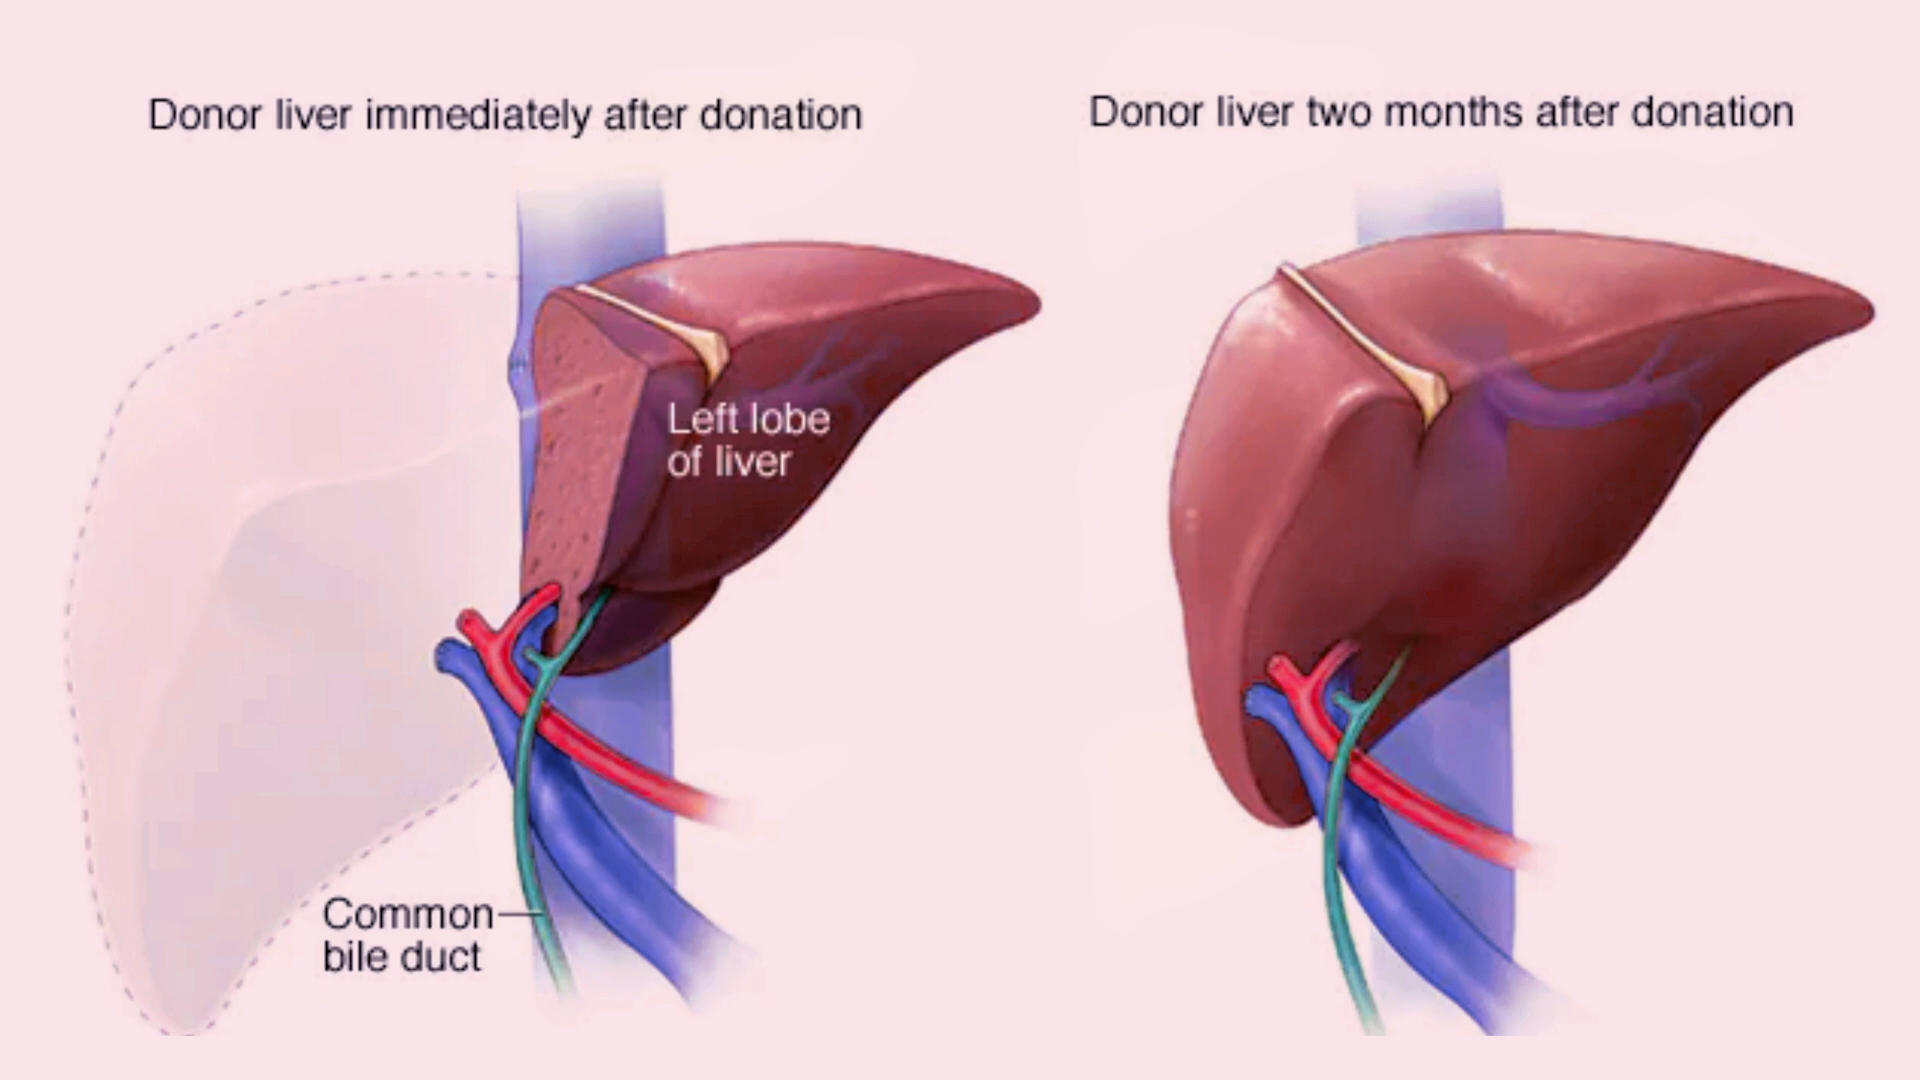 Donor liver immediately after donation
Donor liver two months after donation
Left lobe
of liver
Common
bile duct